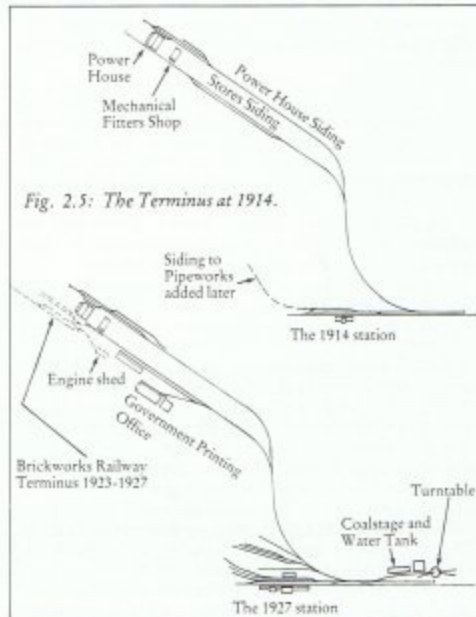 Power
House
Mechanical
Fitters Shop
Power House Siding
Stores Siding
Fig. 2.5: The Terminus at 1914.
Siding to
Pipeworks
added later
The 1914 station
Engine shed
Government Printing
Office
Brickworks Railway
Terminus 1923-1927
Turntable
Coalstage and
Water Tank
The 1927 station